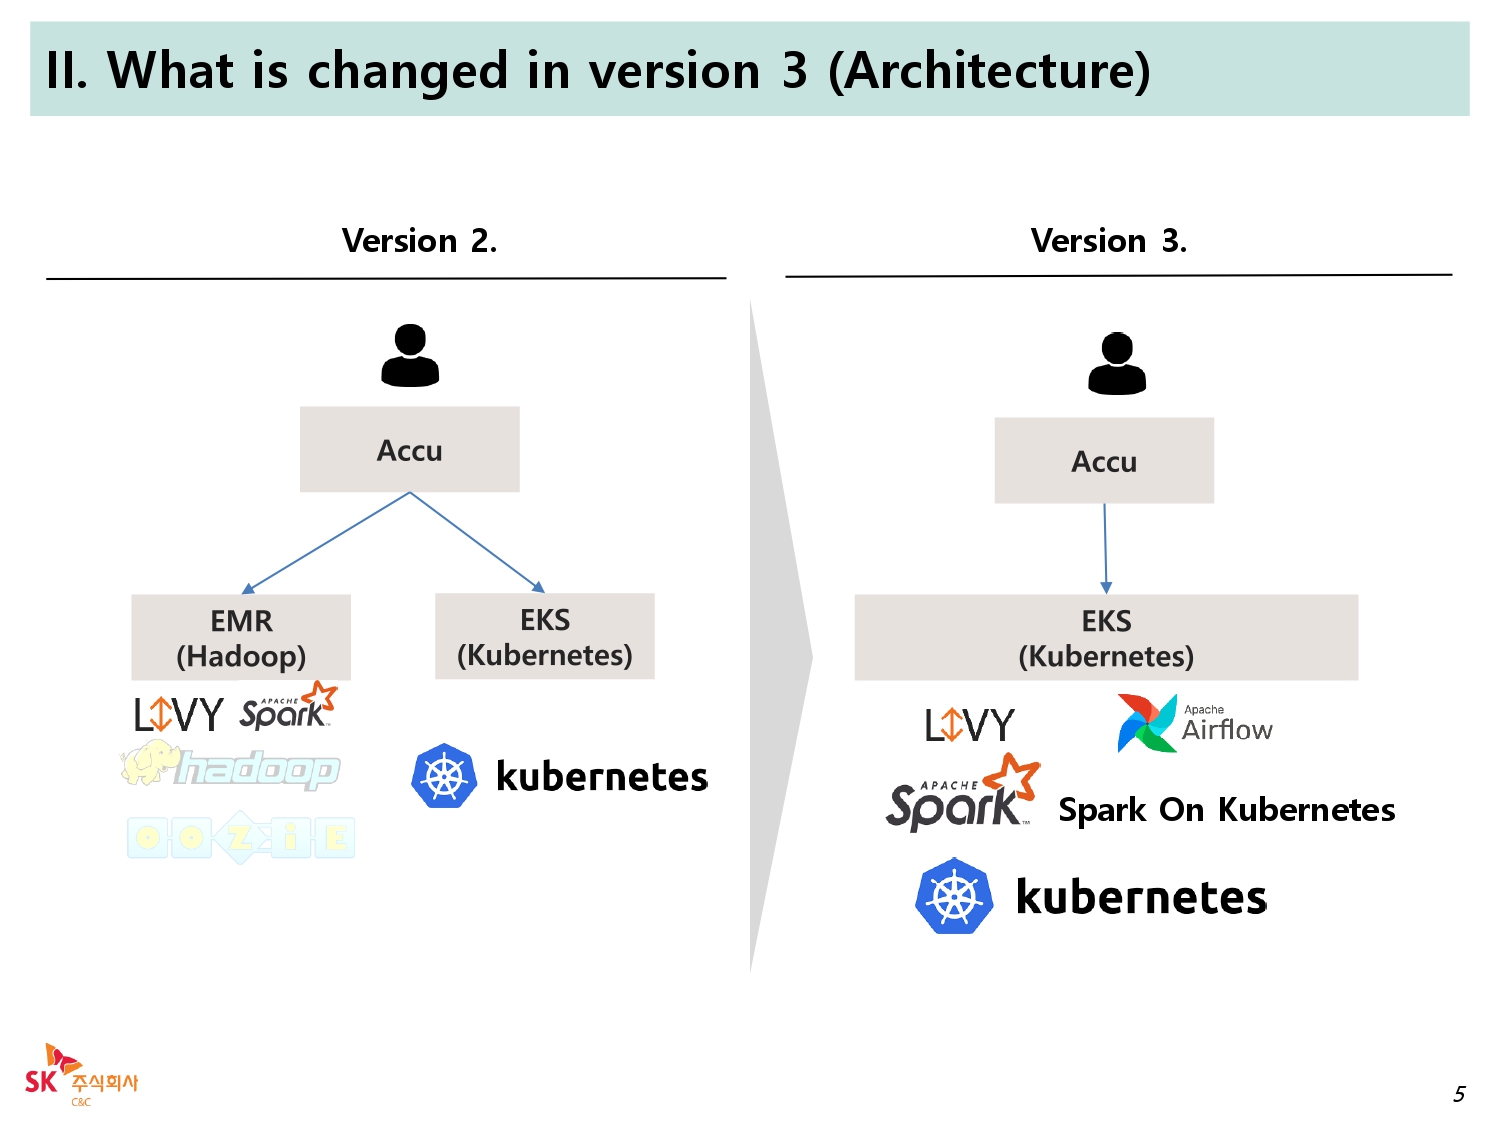 II. What is changed in version 3 (Architecture)
Version 2.
Accu
EMR
(Hadoop)
EKS
(Kubernetes)
LIVY
APACHE
Spark™
hadoop
OOZIE
kubernetes
Version 3.
Accu
EKS
(Kubernetes)
LIVY
Apache
Airflow
APACHE
Spark™
Spark On Kubernetes
kubernetes
SK 주식회사
C&C
5